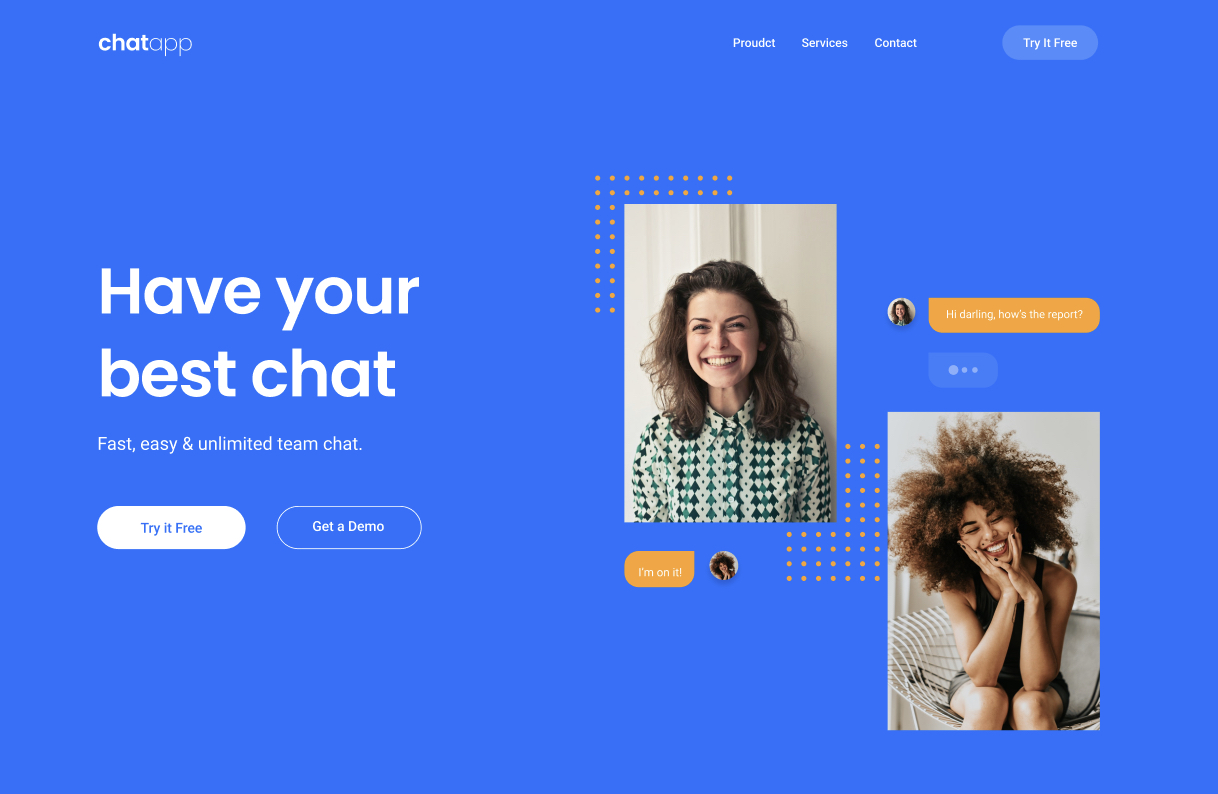 chatapp
Proudct Services Contact Try It Free
Have your
best chat
Fast, easy & unlimited team chat.
Try it Free Get a Demo
Hi darling, how's the report?
I'm on it!